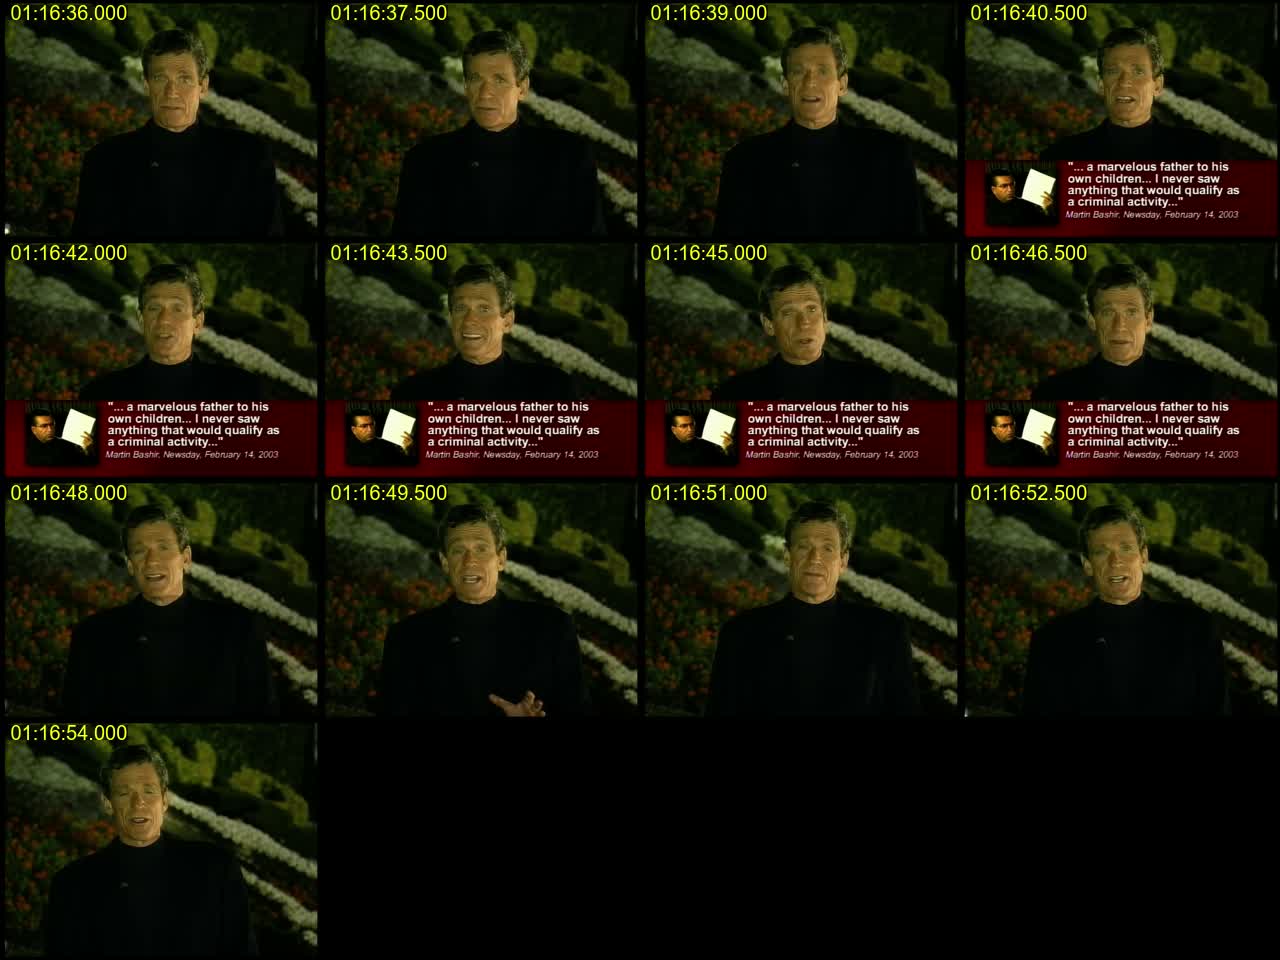 01:16:36.000
01:16:37.500
01:16:39.000
01:16:40.500
"... a marvelous father to his
own children... I never saw
anything that would qualify as
a criminal activity..."
Martin Bashir, Newsday, February 14, 2003
01:16:42.000
"... a marvelous father to his
own children... I never saw
anything that would qualify as
a criminal activity..."
Martin Bashir, Newsday, February 14, 2003
01:16:43.500
"... a marvelous father to his
own children... I never saw
anything that would qualify as
a criminal activity..."
Martin Bashir, Newsday, February 14, 2003
01:16:45.000
"... a marvelous father to his
own children... I never saw
anything that would qualify as
a criminal activity..."
Martin Bashir, Newsday, February 14, 2003
01:16:46.500
"... a marvelous father to his
own children... I never saw
anything that would qualify as
a criminal activity..."
Martin Bashir, Newsday, February 14, 2003
01:16:48.000
01:16:49.500
01:16:51.000
01:16:52.500
01:16:54.000